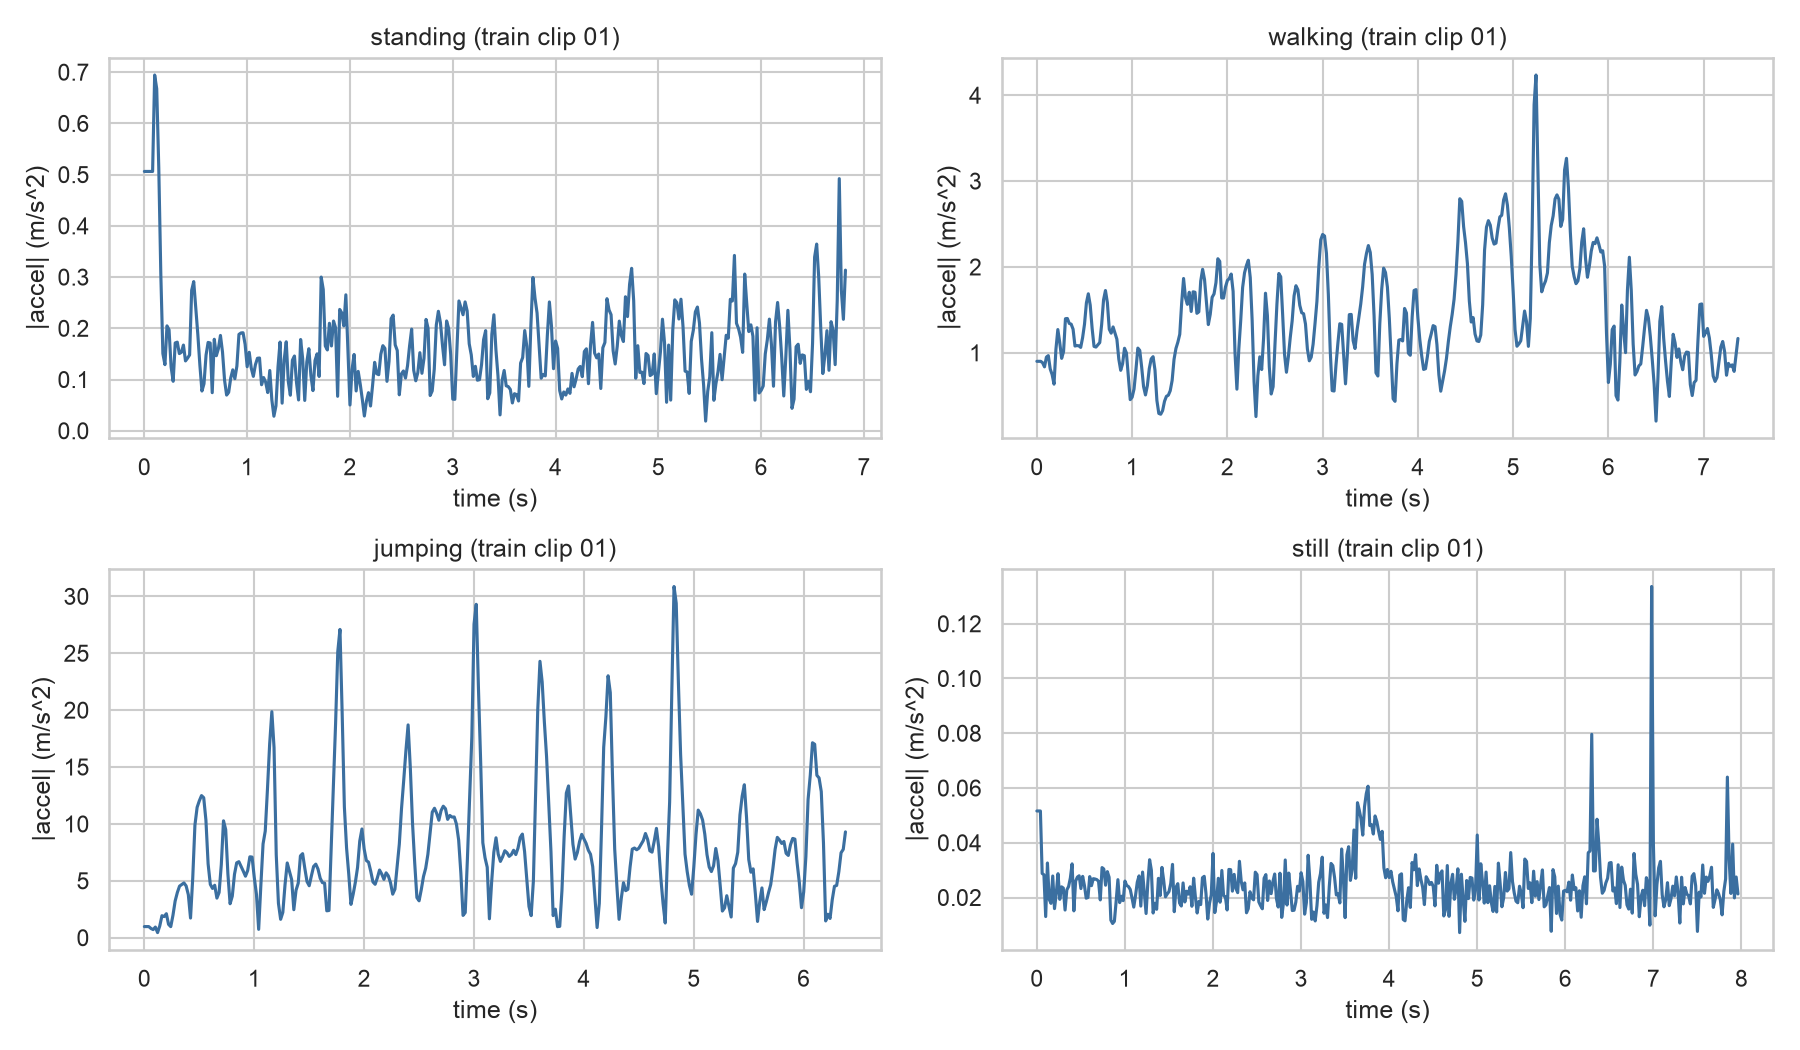 standing (train clip 01)
|accel| (m/s^2)
0.7
0.6
0.5
0.4
0.3
0.2
0.1
0.0
0 1 2 3 4 5 6 7
time (s)
walking (train clip 01)
|accel| (m/s^2)
4
3
2
1
0 1 2 3 4 5 6 7
time (s)
jumping (train clip 01)
|accel| (m/s^2)
30
25
20
15
10
5
0
0 1 2 3 4 5 6
time (s)
still (train clip 01)
|accel| (m/s^2)
0.12
0.10
0.08
0.06
0.04
0.02
0 1 2 3 4 5 6 7 8
time (s)